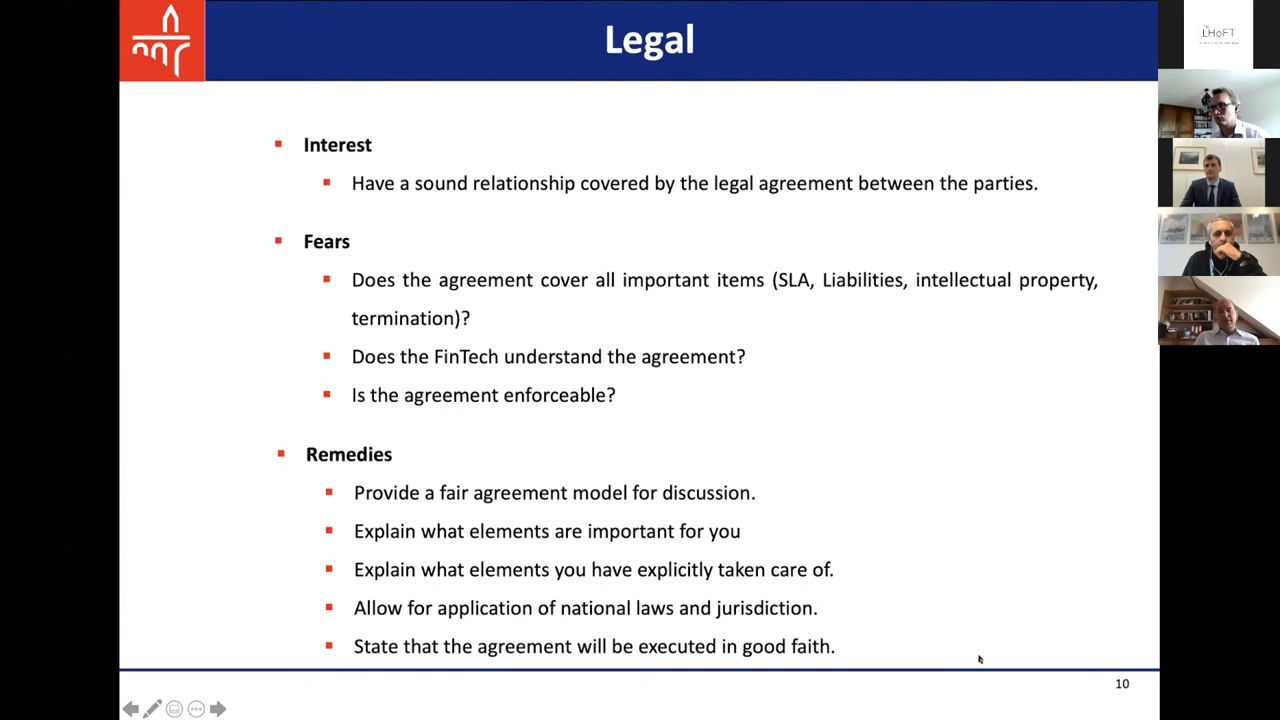 Legal
LHoFT
Interest
Have a sound relationship covered by the legal agreement between the parties.
Fears
Does the agreement cover all important items (SLA, Liabilities, intellectual property,
termination)?
Does the FinTech understand the agreement?
Is the agreement enforceable?
Remedies
Provide a fair agreement model for discussion.
Explain what elements are important for you
Explain what elements you have explicitly taken care of.
Allow for application of national laws and jurisdiction.
State that the agreement will be executed in good faith.
10